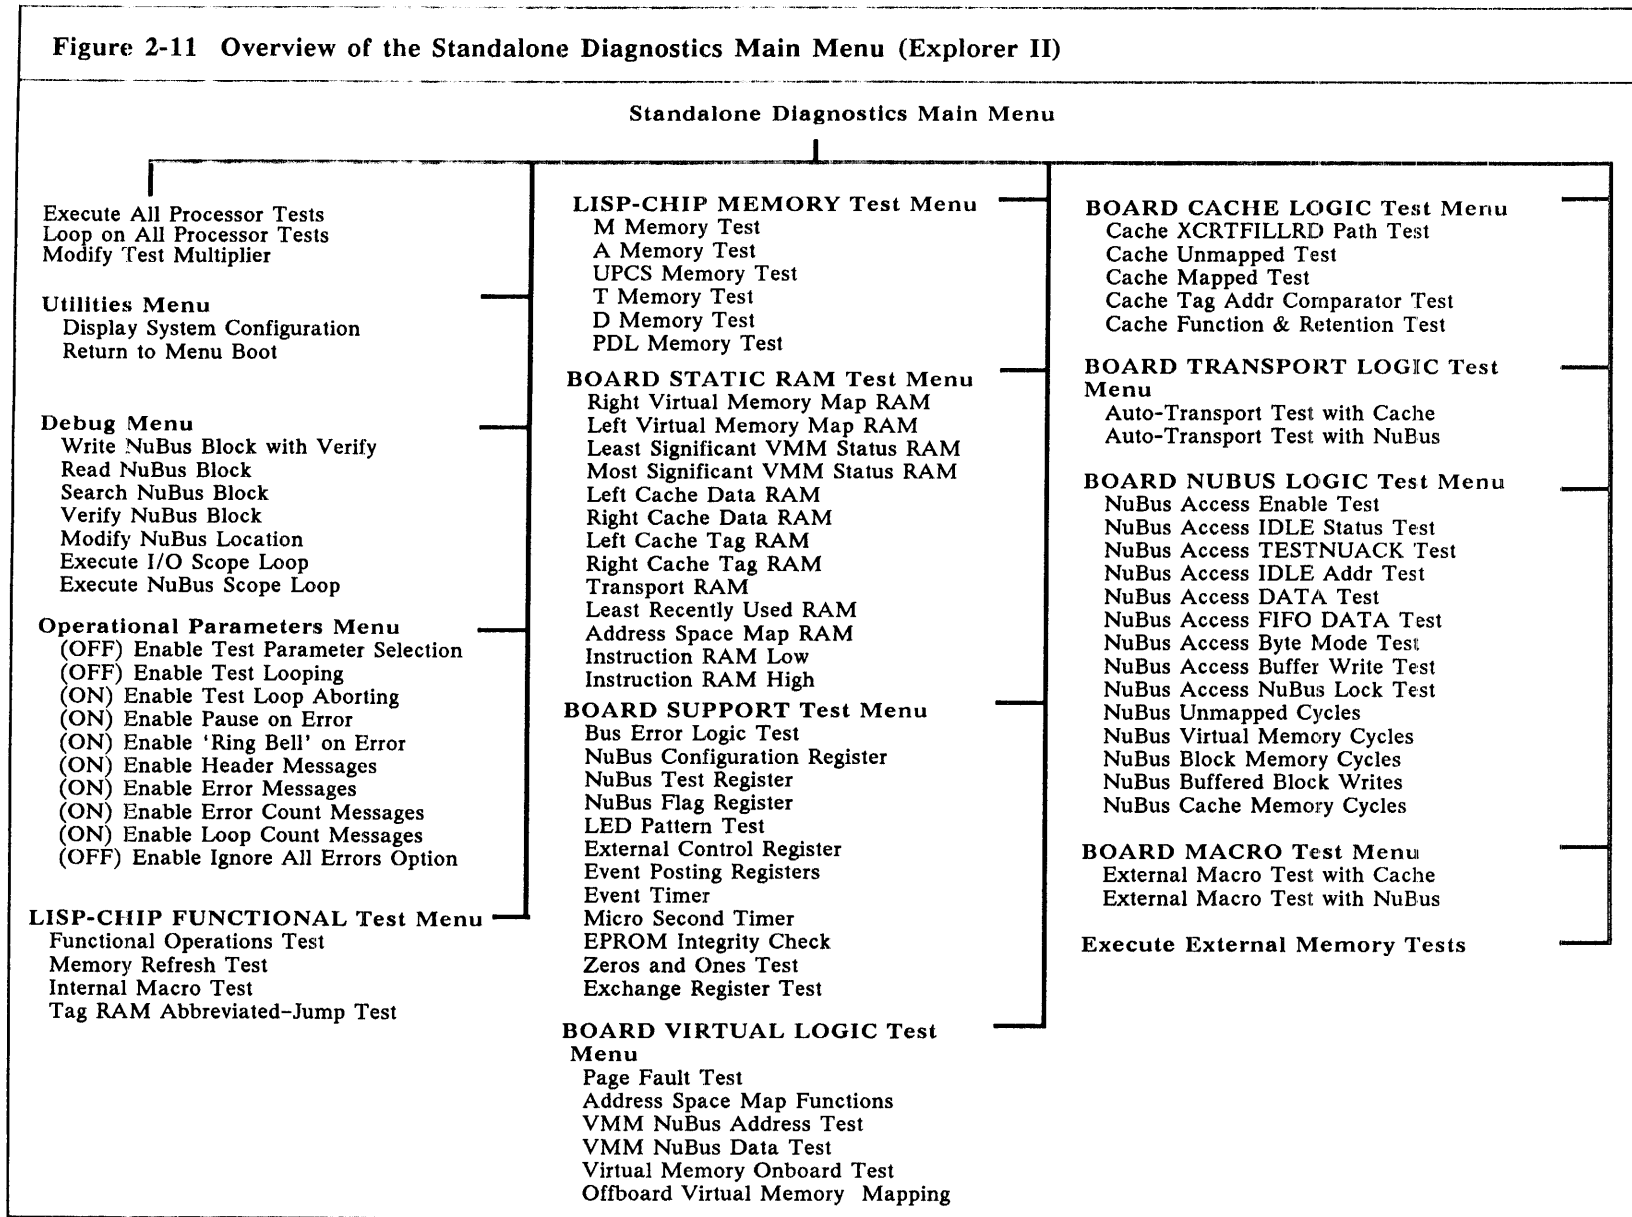 Figure 2-11 Overview of the Standalone Diagnostics Main Menu (Explorer II)
Standalone Diagnostics Main Menu
Execute All Processor Tests
Loop on All Processor Tests
Modify Test Multiplier
Utilities Menu
Display System Configuration
Return to Menu Boot
Debug Menu
Write NuBus Block with Verify
Read NuBus Block
Search NuBus Block
Verify NuBus Block
Modify NuBus Location
Execute I/O Scope Loop
Execute NuBus Scope Loop
Operational Parameters Menu
(OFF) Enable Test Parameter Selection
(OFF) Enable Test Looping
(ON) Enable Test Loop Aborting
(ON) Enable Pause on Error
(ON) Enable ‘Ring Bell’ on Error
(ON) Enable Header Messages
(ON) Enable Error Messages
(ON) Enable Error Count Messages
(ON) Enable Loop Count Messages
(OFF) Enable Ignore All Errors Option
LISP-CHIP FUNCTIONAL Test Menu
Functional Operations Test
Memory Refresh Test
Internal Macro Test
Tag RAM Abbreviated-Jump Test
LISP-CHIP MEMORY Test Menu
M Memory Test
A Memory Test
UPCS Memory Test
T Memory Test
D Memory Test
PDL Memory Test
BOARD STATIC RAM Test Menu
Right Virtual Memory Map RAM
Left Virtual Memory Map RAM
Least Significant VMM Status RAM
Most Significant VMM Status RAM
Left Cache Data RAM
Right Cache Data RAM
Left Cache Tag RAM
Right Cache Tag RAM
Transport RAM
Least Recently Used RAM
Address Space Map RAM
Instruction RAM Low
Instruction RAM High
BOARD SUPPORT Test Menu
Bus Error Logic Test
NuBus Configuration Register
NuBus Test Register
NuBus Flag Register
LED Pattern Test
External Control Register
Event Posting Registers
Event Timer
Micro Second Timer
EPROM Integrity Check
Zeros and Ones Test
Exchange Register Test
BOARD VIRTUAL LOGIC Test
Menu
Page Fault Test
Address Space Map Functions
VMM NuBus Address Test
VMM NuBus Data Test
Virtual Memory Onboard Test
Offboard Virtual Memory Mapping
BOARD CACHE LOGIC Test Menu
Cache XCRTFILLRD Path Test
Cache Unmapped Test
Cache Mapped Test
Cache Tag Addr Comparator Test
Cache Function & Retention Test
BOARD TRANSPORT LOGIC Test
Menu
Auto-Transport Test with Cache
Auto-Transport Test with NuBus
BOARD NUBUS LOGIC Test Menu
NuBus Access Enable Test
NuBus Access IDLE Status Test
NuBus Access TESTNUACK Test
NuBus Access IDLE Addr Test
NuBus Access DATA Test
NuBus Access FIFO DATA Test
NuBus Access Byte Mode Test
NuBus Access Buffer Write Test
NuBus Access NuBus Lock Test
NuBus Unmapped Cycles
NuBus Virtual Memory Cycles
NuBus Block Memory Cycles
NuBus Buffered Block Writes
NuBus Cache Memory Cycles
BOARD MACRO Test Menu
External Macro Test with Cache
External Macro Test with NuBus
Execute External Memory Tests